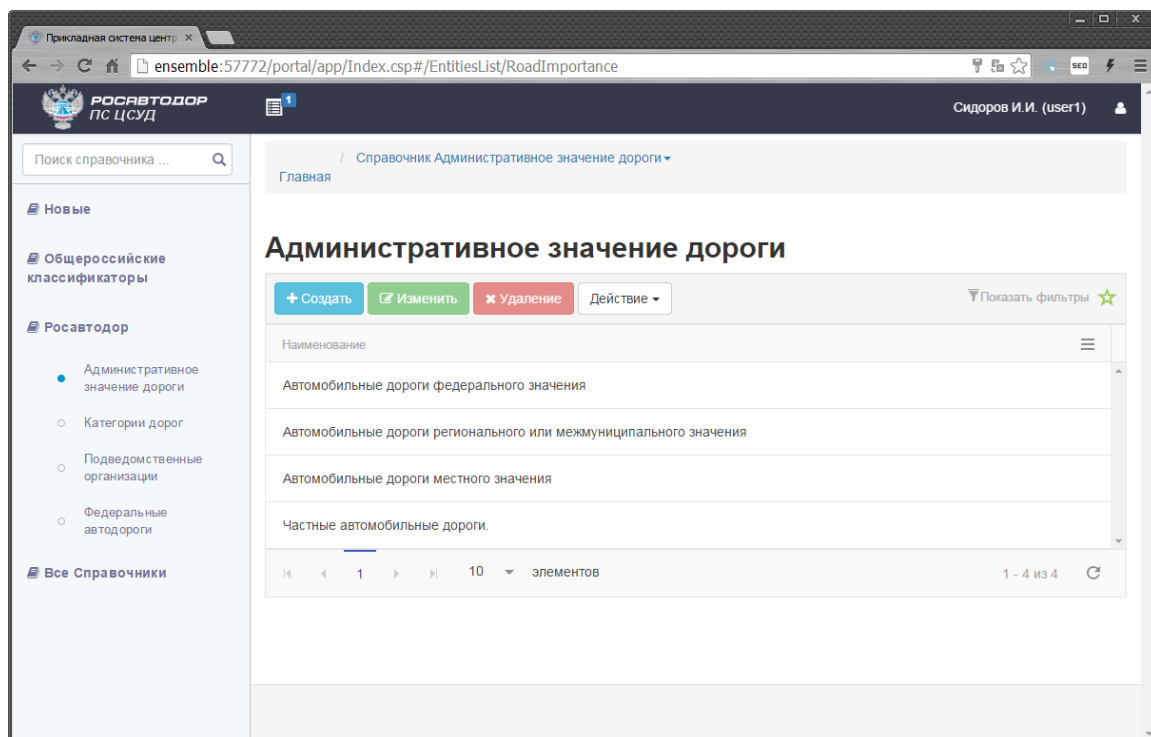 Прикладная система центр
ensemble:57772/portal/app/Index.csp#/EntitiesList/RoadImportance
SEO
РОСАВТОДОР
ПС ЦСУД
1
Сидоров И.И. (user1)
Поиск справочника ...
/ Справочник Административное значение дороги
Главная
Новые
Общероссийские
классификаторы
Росавтодор
Административное
значение дороги
Категории дорог
Подведомственные
организации
Федеральные
автодороги
Все Справочники
Административное значение дороги
Создать Изменить Удаление Действие Показать фильтры
Наименование
Автомобильные дороги федерального значения
Автомобильные дороги регионального или межмуниципального значения
Автомобильные дороги местного значения
Частные автомобильные дороги.
1 10 элементов 1 - 4 из 4